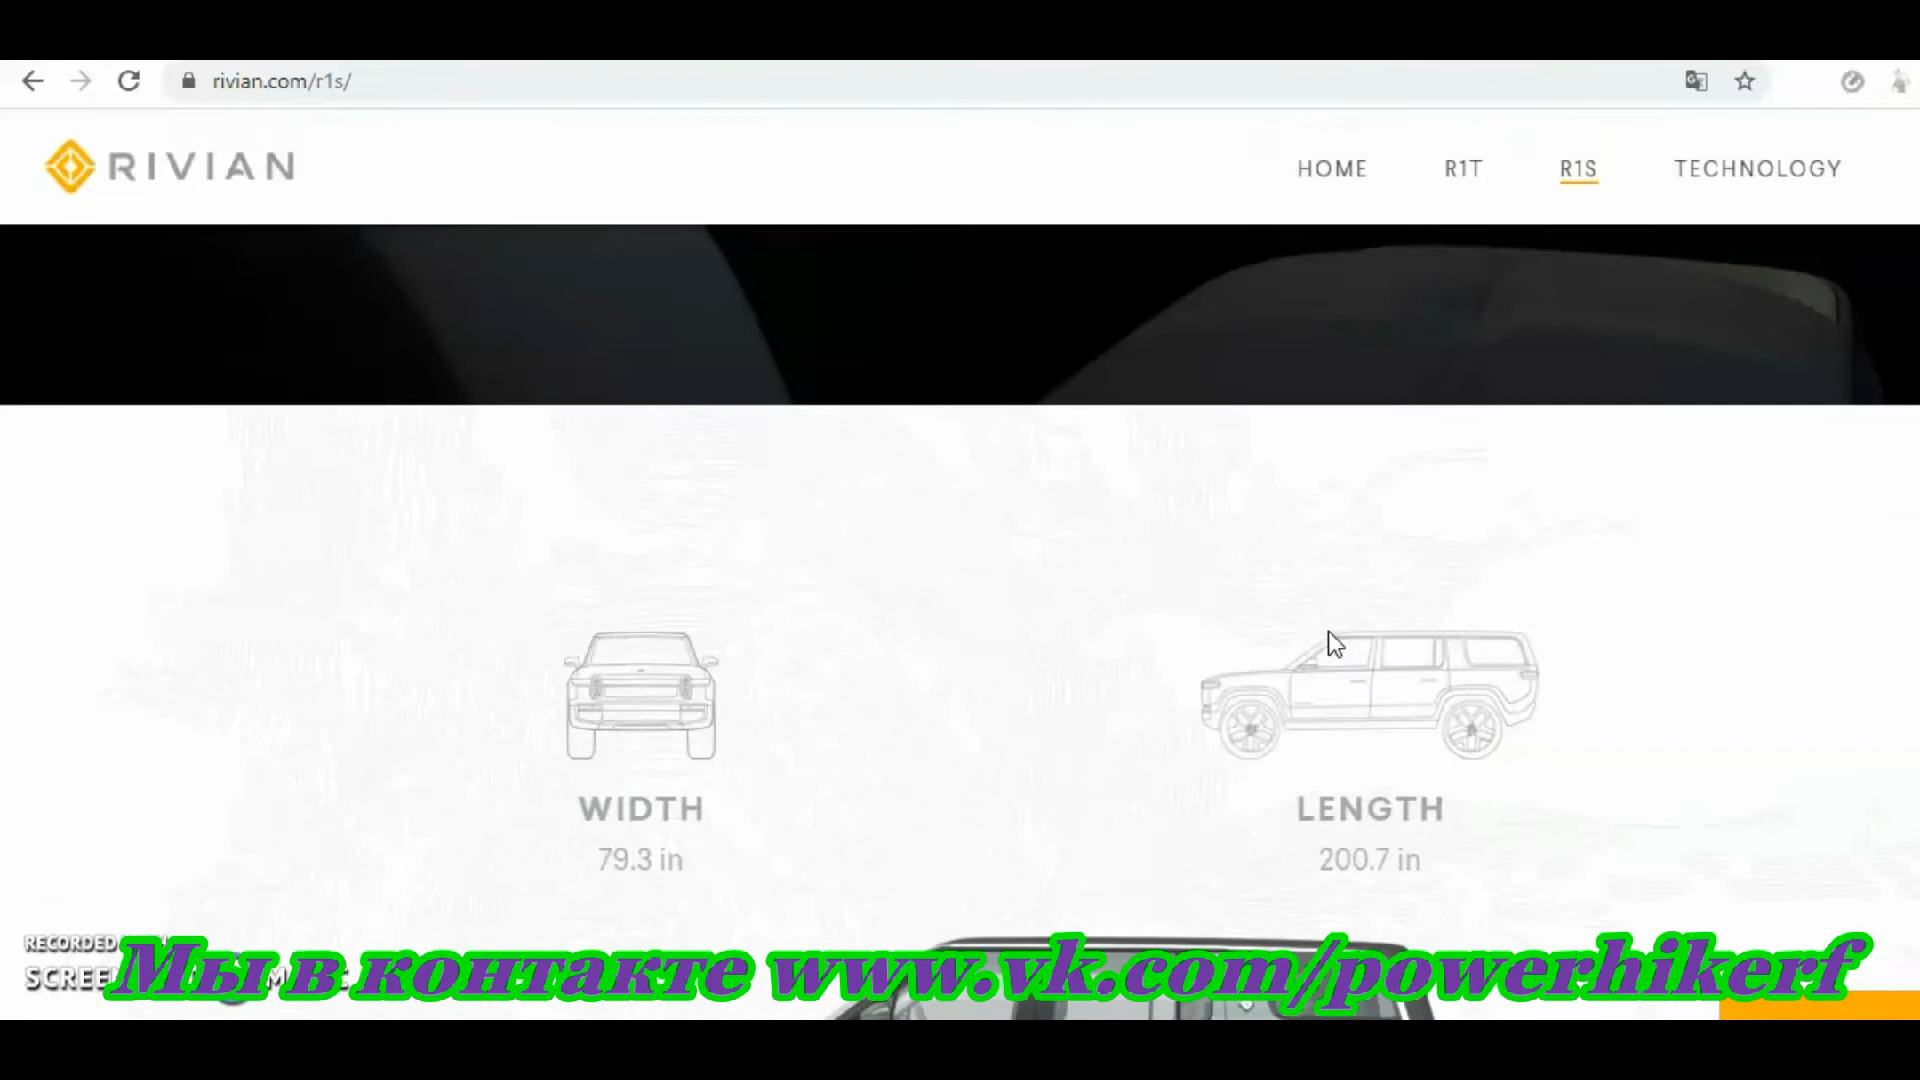 rivian.com/r1s/
RIVIAN
HOME R1T R1S TECHNOLOGY
WIDTH
79.3 in
LENGTH
200.7 in
RECORDED
Мы в контакте www.vk.com/powerhikerf